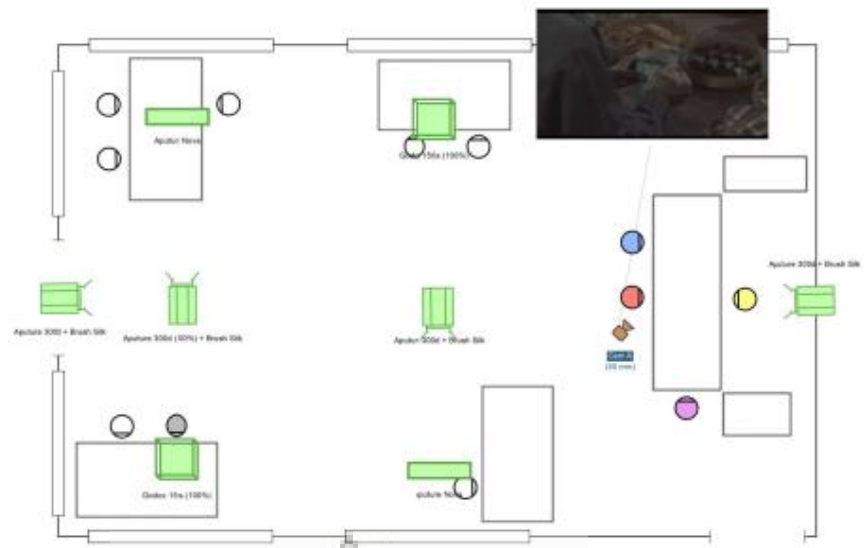 Aputur Nova
Godox 150s (100%)
Aputure 300d + Brush Silk
Aputure 300d + Brush Silk
Aputure 300d (50%) + Brush Silk
Aputur 300d + Brush Silk
Cam A
(35 mm)
Godox 15s (100%)
puture Nova